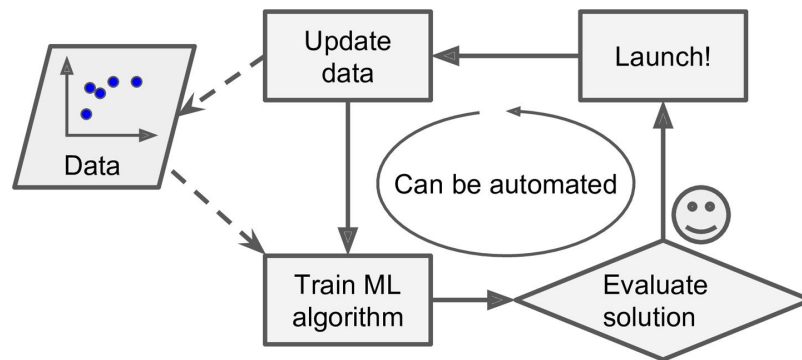 Update
data
Launch!
Data
Can be automated
Train ML
algorithm
Evaluate
solution